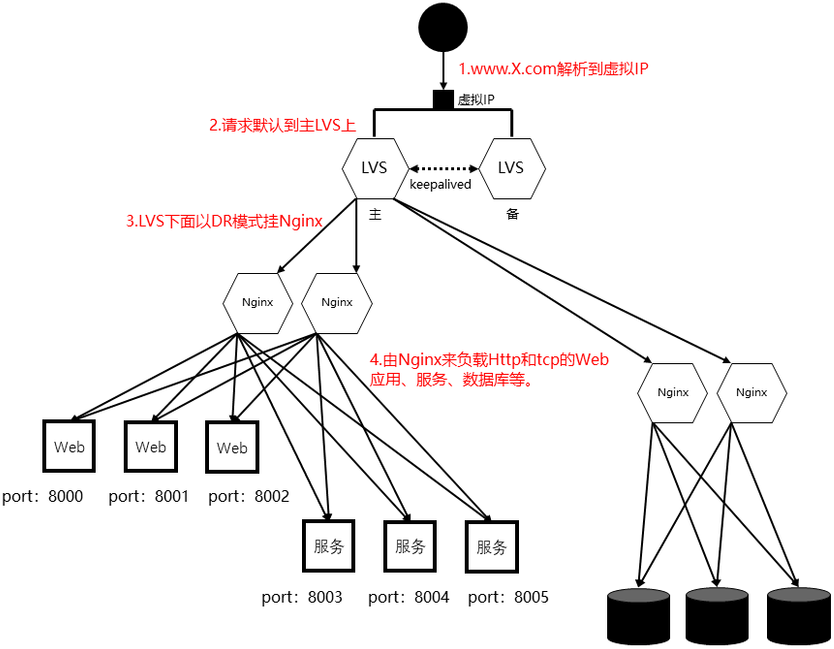 1.www.X.com解析到虚拟IP
虚拟IP
2.请求默认到主LVS上
LVS
LVS
keepalived
主
备
3.LVS下面以DR模式挂Nginx
Nginx
Nginx
4.由Nginx来负载Http和tcp的Web
应用、服务、数据库等。
Nginx
Nginx
Web
Web
Web
port：8000
port：8001
port：8002
服务
服务
服务
port：8003
port：8004
port：8005